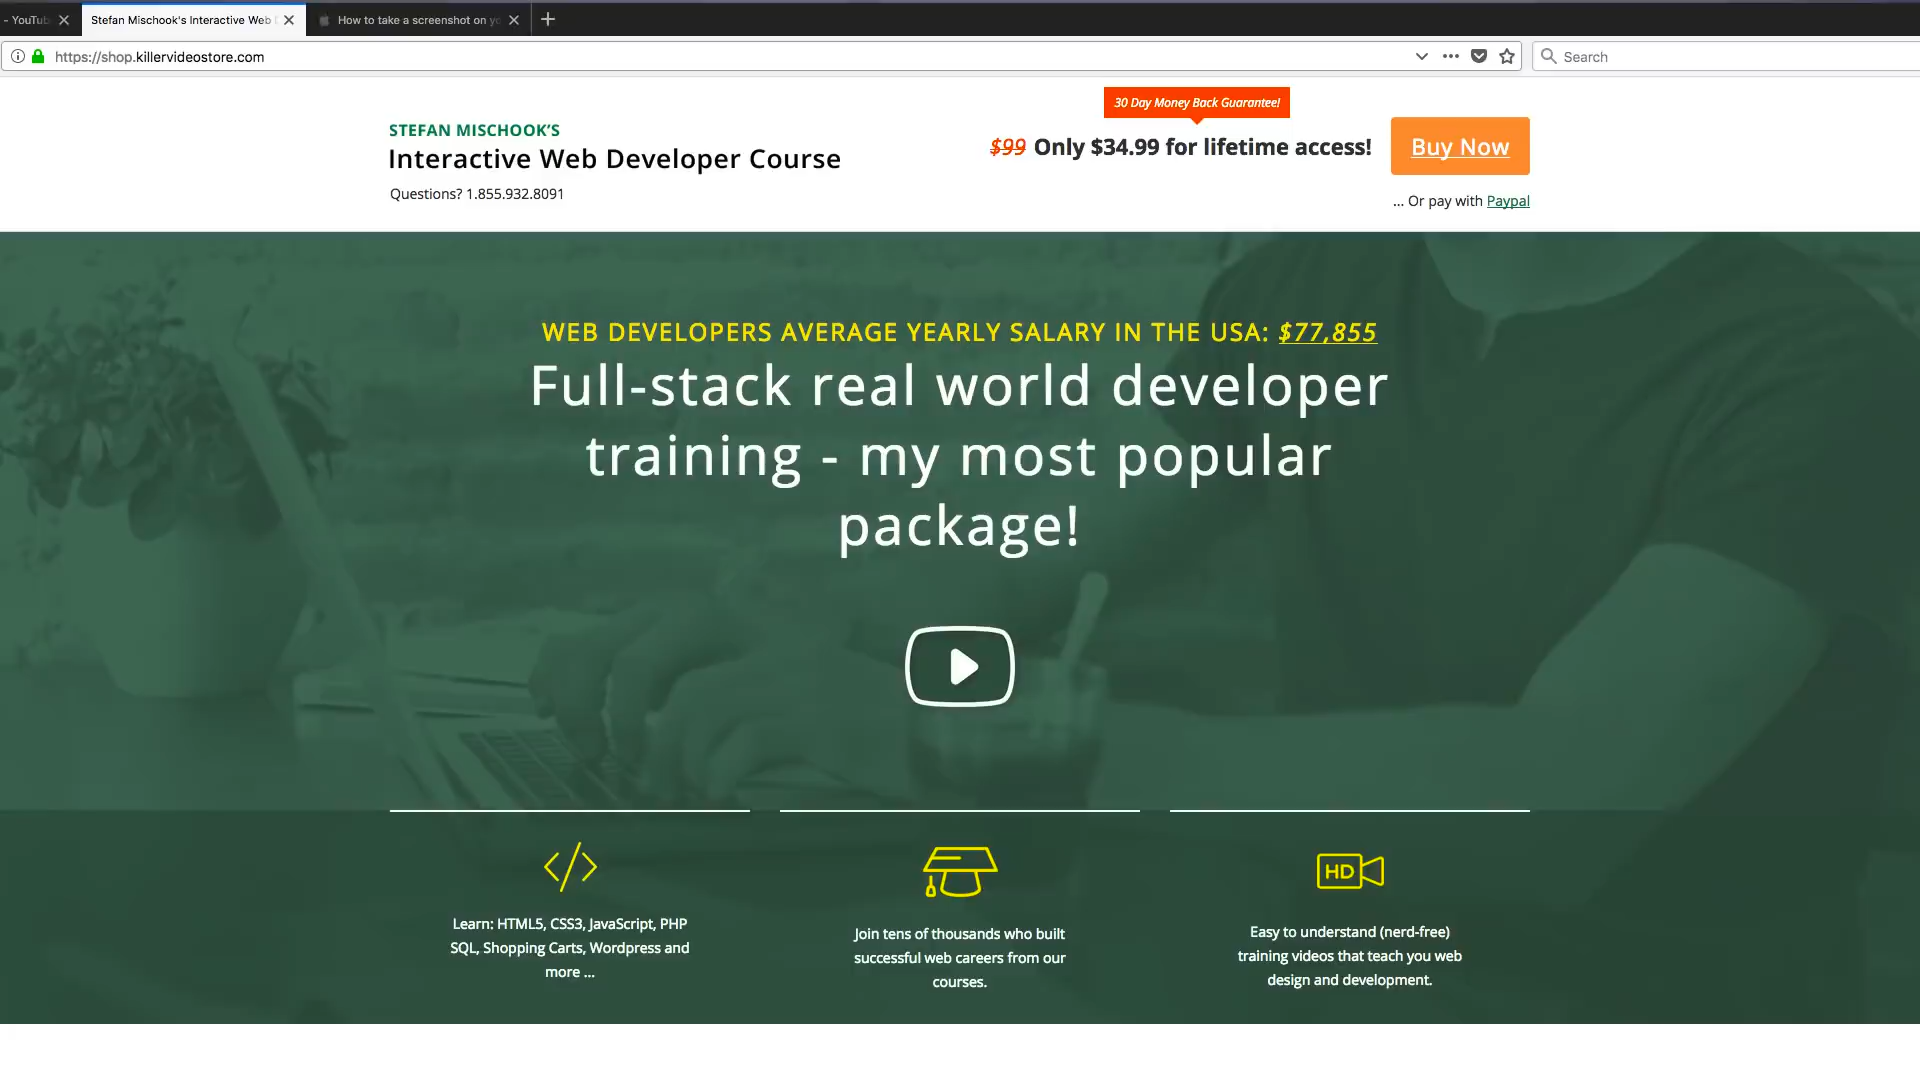 - YouTub
Stefan Mischook's Interactive Web D
How to take a screenshot on yo
https://shop.killervideostore.com
Search
30 Day Money Back Guarantee!
STEFAN MISCHOOK'S
Interactive Web Developer Course
Questions? 1.855.932.8091
$99 Only $34.99 for lifetime access!
Buy Now
... Or pay with Paypal
WEB DEVELOPERS AVERAGE YEARLY SALARY IN THE USA: $77,855
Full-stack real world developer
training - my most popular
package!
Learn: HTML5, CSS3, JavaScript, PHP
SQL, Shopping Carts, Wordpress and
more ...
Join tens of thousands who built
successful web careers from our
courses.
HD
Easy to understand (nerd-free)
training videos that teach you web
design and development.